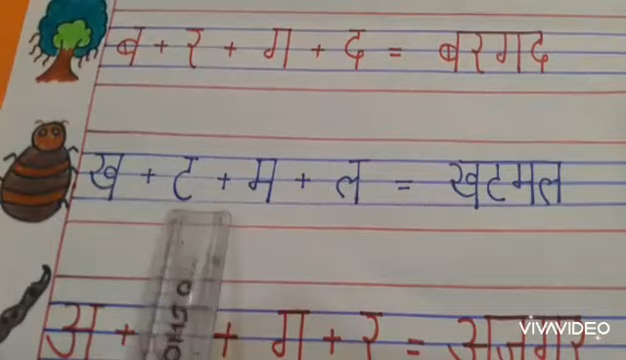 ब + र + ग + द = बरगद
ख + ट + म + ल = खटमल
अ + + ग + र = अजगर
VIVAVIDEO